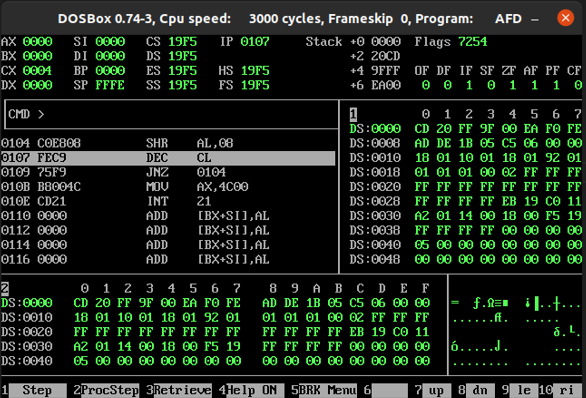 DOSBox 0.74-3, Cpu speed: 3000 cycles, Frameskip 0, Program: AFD
AX 0000 SI 0000 CS 19F5 IP 0107 Stack +0 0000 Flags 7254
BX 0000 DI 0000 DS 19F5 +2 20CD
CX 0004 BP 0000 ES 19F5 HS 19F5 +4 9FFF OF DF IF SF ZF AF PF CF
DX 0000 SP FFFE SS 19F5 FS 19F5 +6 EA00 0 0 1 0 1 1 1 0
CMD >
1 0 1 2 3 4 5 6 7
DS:0000 CD 20 FF 9F 00 EA F0 FE
0104 C0E808 SHR AL,08
DS:0008 AD DE 1B 05 C5 06 00 00
0107 FEC9 DEC CL
DS:0010 18 01 10 01 18 01 92 01
0109 75F9 JNZ 0104
DS:0018 01 01 01 00 02 FF FF FF
010B B8004C MOV AX,4C00
DS:0020 FF FF FF FF FF FF FF FF
010E CD21 INT 21
DS:0028 FF FF FF FF EB 19 C0 11
0110 0000 ADD [BX+SI],AL
DS:0030 A2 01 14 00 18 00 F5 19
0112 0000 ADD [BX+SI],AL
DS:0038 FF FF FF FF 00 00 00 00
0114 0000 ADD [BX+SI],AL
DS:0040 05 00 00 00 00 00 00 00
0116 0000 ADD [BX+SI],AL
DS:0048 00 00 00 00 00 00 00 00
2 0 1 2 3 4 5 6 7 8 9 A B C D E F
DS:0000 CD 20 FF 9F 00 EA F0 FE AD DE 1B 05 C5 06 00 00
DS:0010 18 01 10 01 18 01 92 01 01 01 01 00 02 FF FF FF
DS:0020 FF FF FF FF FF FF FF FF FF FF FF FF EB 19 C0 11
DS:0030 A2 01 14 00 18 00 F5 19 FF FF FF FF 00 00 00 00
DS:0040 05 00 00 00 00 00 00 00 00 00 00 00 00 00 00 00
1 Step 2ProcStep 3Retrieve 4Help ON 5BRK Menu 6 7 up 8 dn 9 le 10 ri